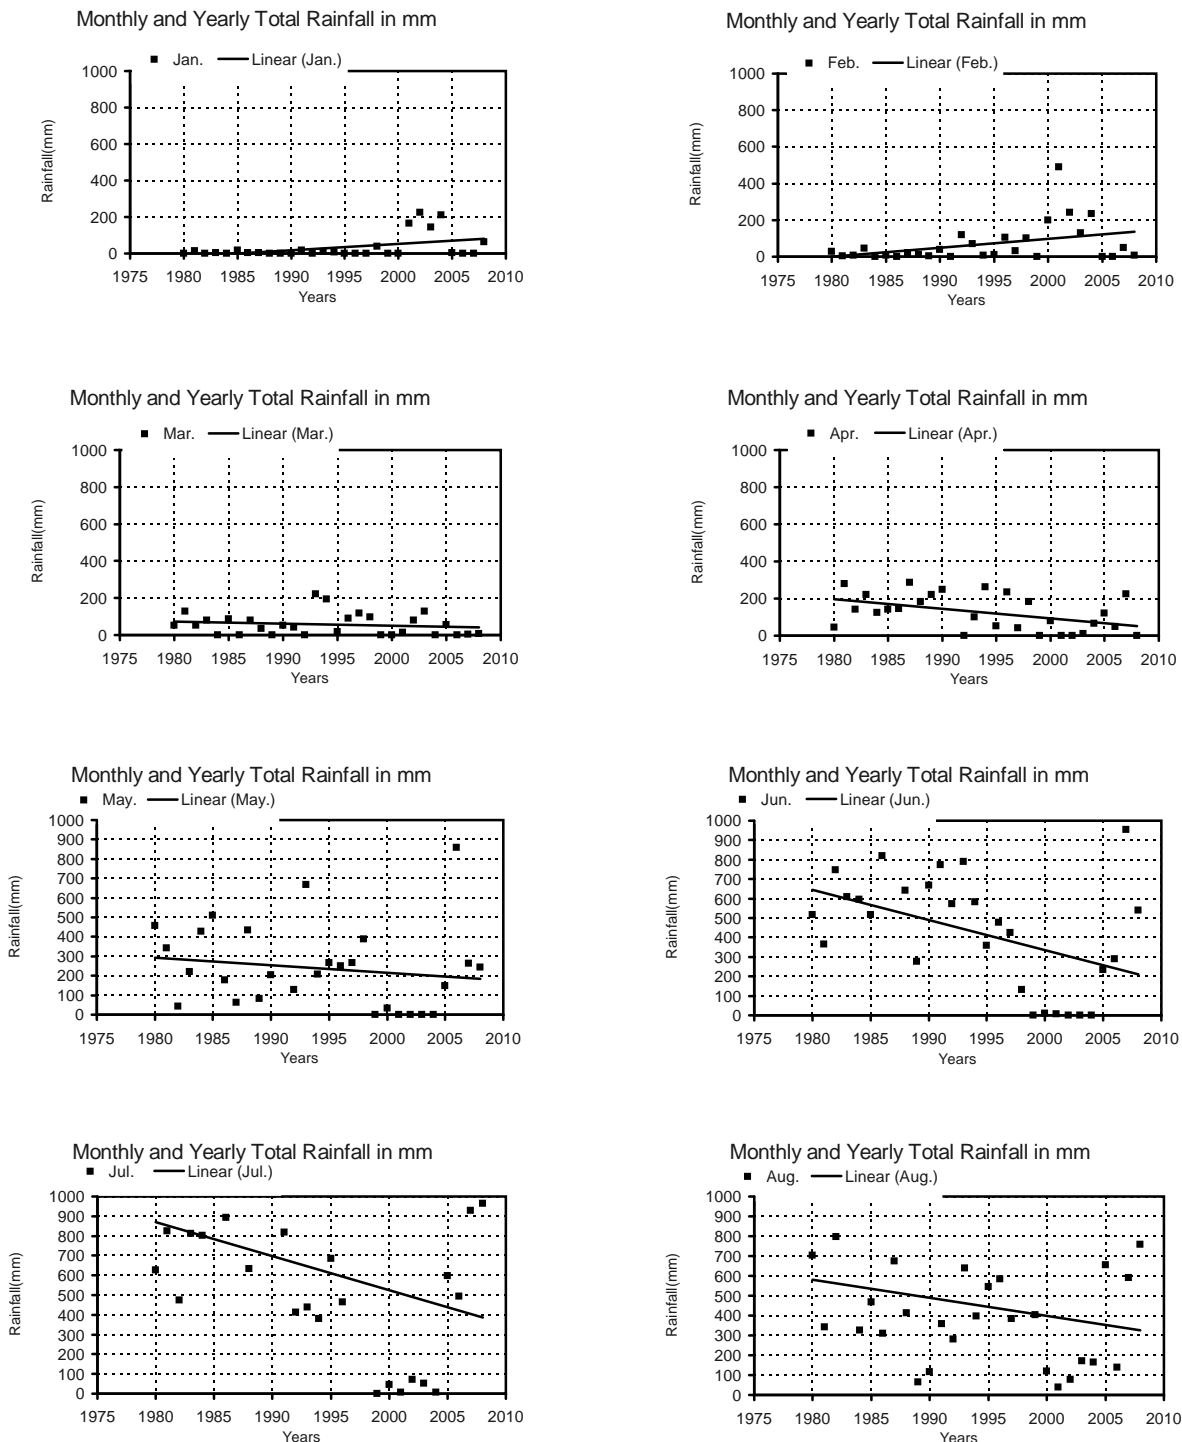 Monthly and Yearly Total Rainfall in mm
Jan. Linear (Jan.)
1000
800
600
400
200
0
Rainfall(mm)
1975 1980 1985 1990 1995 2000 2005 2010
Years
Monthly and Yearly Total Rainfall in mm
Feb. Linear (Feb.)
1000
800
600
400
200
0
Rainfall(mm)
1975 1980 1985 1990 1995 2000 2005 2010
Years
Monthly and Yearly Total Rainfall in mm
Mar. Linear (Mar.)
1000
800
600
400
200
0
Rainfall(mm)
1975 1980 1985 1990 1995 2000 2005 2010
Years
Monthly and Yearly Total Rainfall in mm
Apr. Linear (Apr.)
1000
800
600
400
200
0
Rainfall(mm)
1975 1980 1985 1990 1995 2000 2005 2010
Years
Monthly and Yearly Total Rainfall in mm
May. Linear (May.)
1000
900
800
700
600
500
400
300
200
100
0
Rainfall(mm)
1975 1980 1985 1990 1995 2000 2005 2010
Years
Monthly and Yearly Total Rainfall in mm
Jun. Linear (Jun.)
1000
900
800
700
600
500
400
300
200
100
0
Rainfall(mm)
1975 1980 1985 1990 1995 2000 2005 2010
Years
Monthly and Yearly Total Rainfall in mm
Jul. Linear (Jul.)
1000
900
800
700
600
500
400
300
200
100
0
Rainfall(mm)
1975 1980 1985 1990 1995 2000 2005 2010
Years
Monthly and Yearly Total Rainfall in mm
Aug. Linear (Aug.)
1000
900
800
700
600
500
400
300
200
100
0
Rainfall(mm)
1975 1980 1985 1990 1995 2000 2005 2010
Years